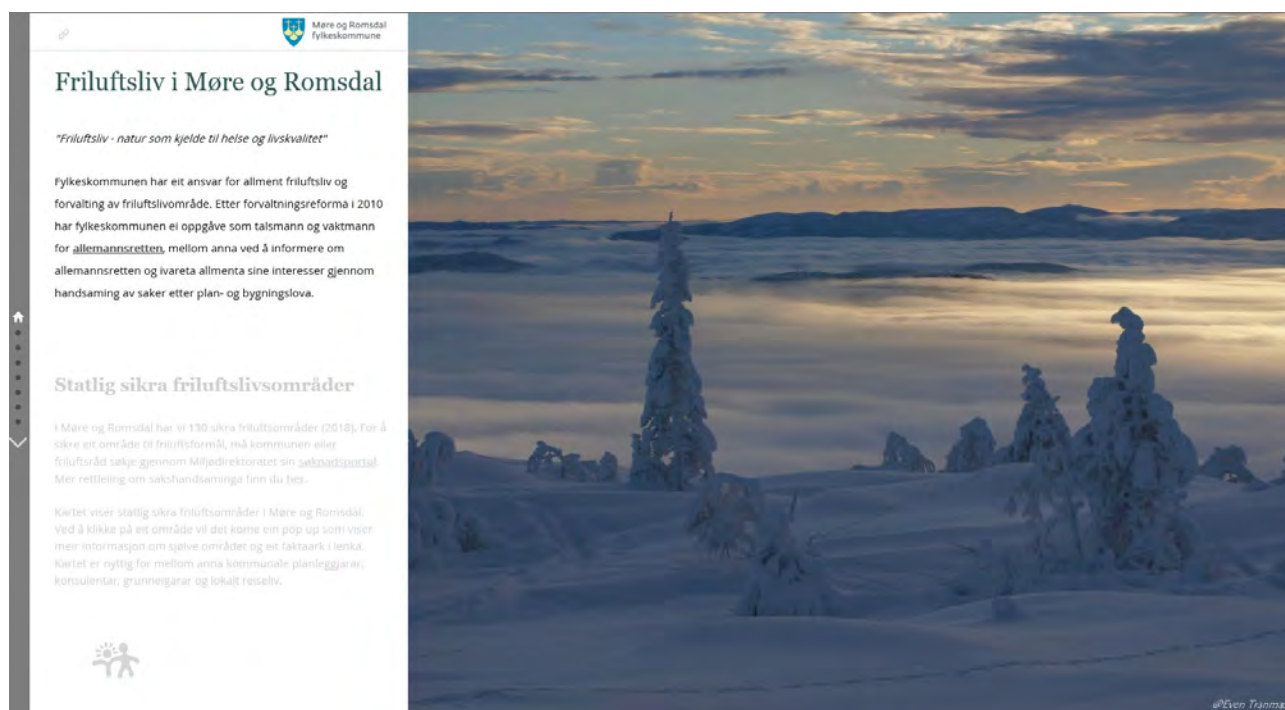 Møre og Romsdal
fylkeskommune
Friluftsliv i Møre og Romsdal
"Friluftsliv - natur som kjelde til helse og livskvalitet"
Fylkeskommunen har eit ansvar for allment friluftsliv og
forvalting av friluftslivområde. Etter forvaltningsreforma i 2010
har fylkeskommunen ei oppgåve som talsmann og vaktmann
for allemannsretten, mellom anna ved å informere om
allemannsretten og ivareta allmenta sine interesser gjennom
handsaming av saker etter plan- og bygningslova.
Statlig sikra friluftslivsområder
I Møre og Romsdal har vi 130 sikra friluftsområder (2018). For å
sikre eit område til friluftsformål, må kommunen eller
friluftsråd søkje gjennom Miljødirektoratet sin søknadsportal.
Mer rettleiing om sakshandsaminga finn du her.
Kartet viser statlig sikra friluftsområder i Møre og Romsdal.
Ved å klikke på eit område vil det kome ein pop up som viser
meir informasjon om sjølve området og eit faktaark i lenka.
Kartet er nyttig for mellom anna kommunale planleggjarar,
konsulentar, grunneigarar og lokalt reiseliv.
@Even Tranma